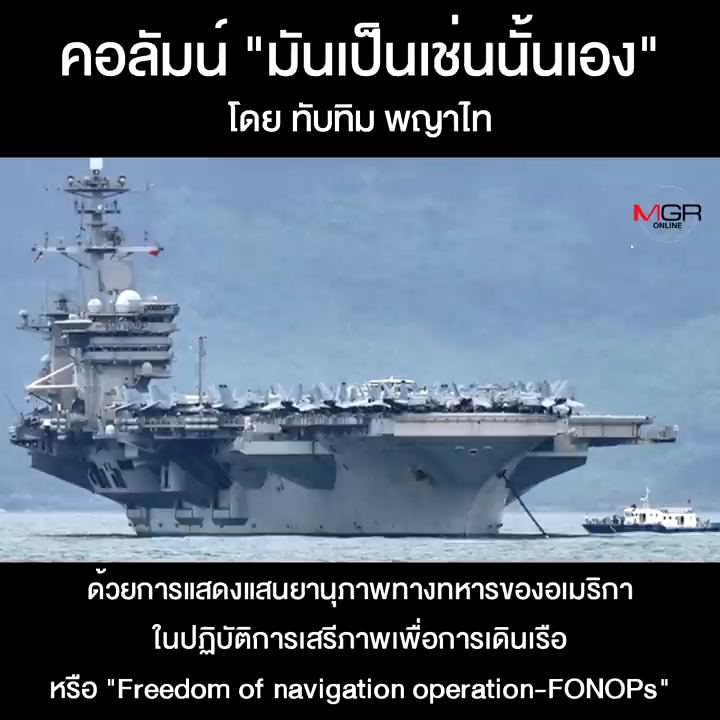 คอลัมน์ "มันเป็นเช่นนั้นเอง"
โดย ทับทิม พญาไท
MGR
ONLINE
ด้วยการแสดงแสนยานุภาพทางทหารของอเมริกา
ในปฏิบัติการเสรีภาพเพื่อการเดินเรือ
หรือ "Freedom of navigation operation-FONOPs"